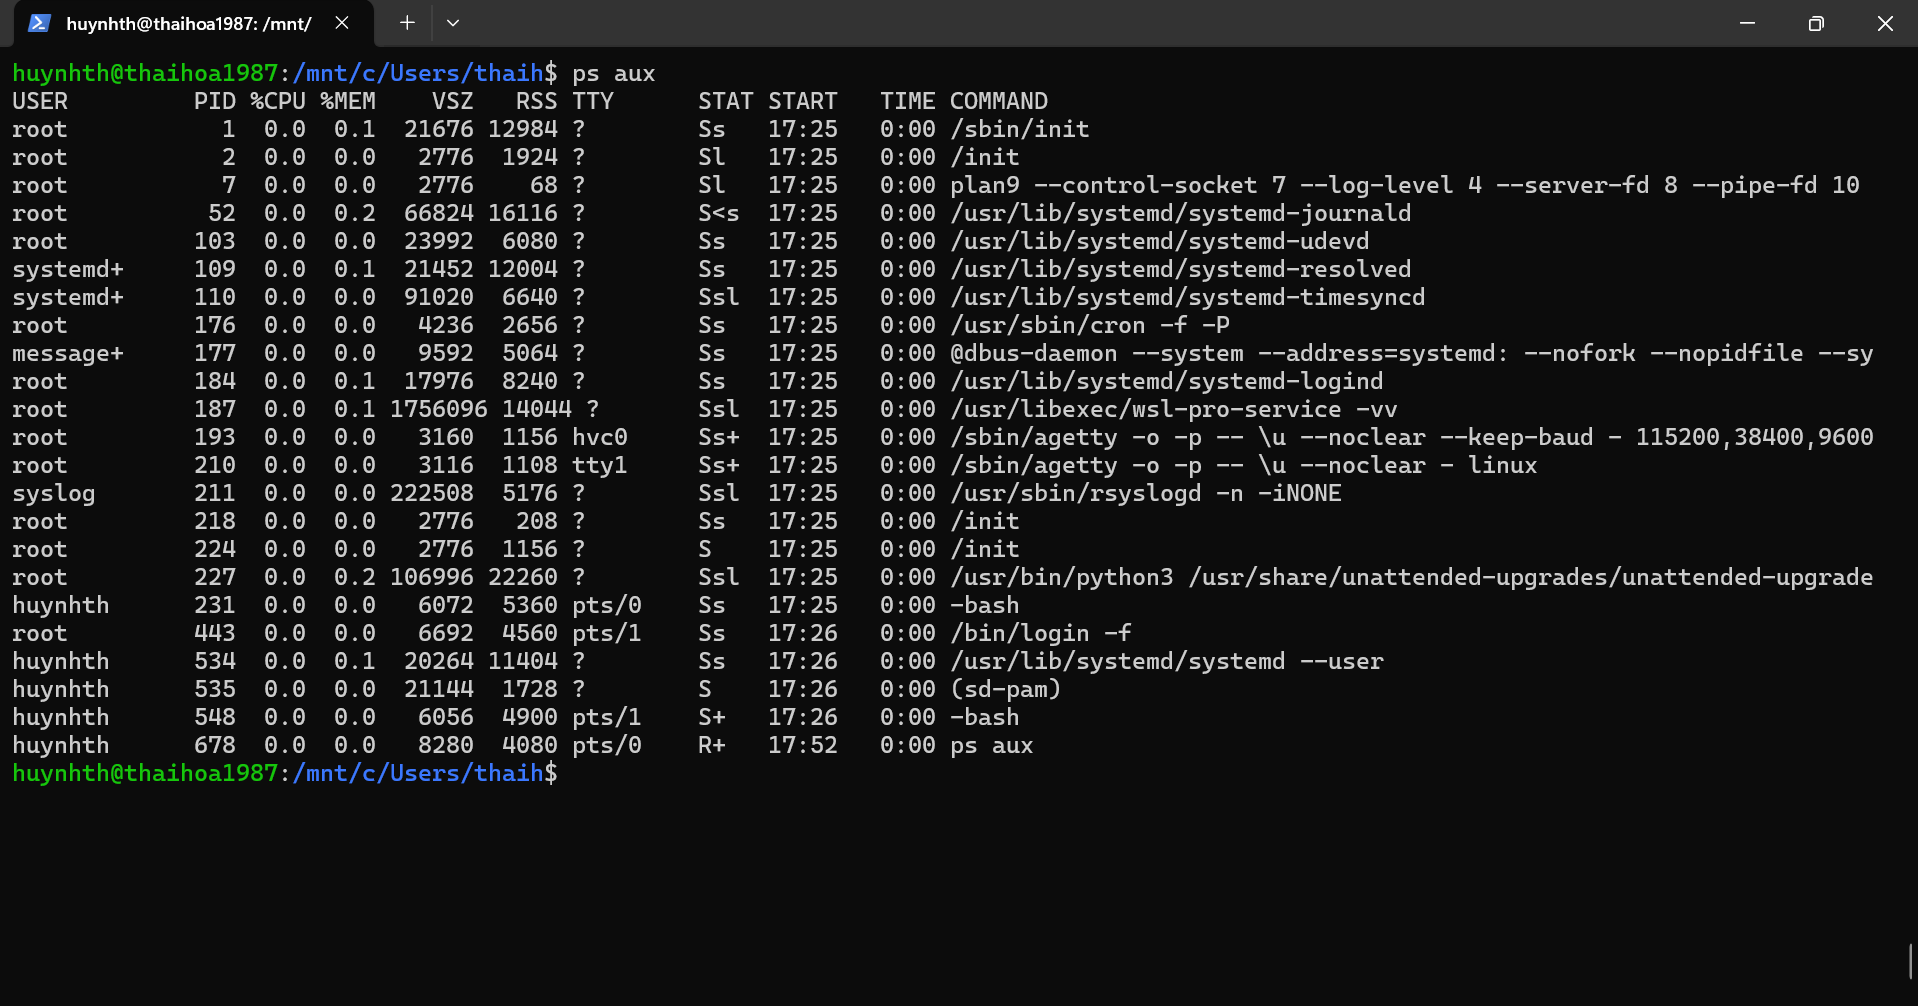 huynhth@thaihoa1987: /mnt/
huynhth@thaihoa1987:/mnt/c/Users/thaih$ ps aux
USER         PID %CPU %MEM    VSZ   RSS TTY      STAT START   TIME COMMAND
root           1  0.0  0.1  21676 12984 ?        Ss   17:25   0:00 /sbin/init
root           2  0.0  0.0   2776  1924 ?        Sl   17:25   0:00 /init
root           7  0.0  0.0   2776    68 ?        Sl   17:25   0:00 plan9 --control-socket 7 --log-level 4 --server-fd 8 --pipe-fd 10
root          52  0.0  0.2  66824 16116 ?        S<s  17:25   0:00 /usr/lib/systemd/systemd-journald
root         103  0.0  0.0  23992  6080 ?        Ss   17:25   0:00 /usr/lib/systemd/systemd-udevd
systemd+     109  0.0  0.1  21452 12004 ?        Ss   17:25   0:00 /usr/lib/systemd/systemd-resolved
systemd+     110  0.0  0.0  91020  6640 ?        Ssl  17:25   0:00 /usr/lib/systemd/systemd-timesyncd
root         176  0.0  0.0   4236  2656 ?        Ss   17:25   0:00 /usr/sbin/cron -f -P
message+     177  0.0  0.0   9592  5064 ?        Ss   17:25   0:00 @dbus-daemon --system --address=systemd: --nofork --nopidfile --sy
root         184  0.0  0.1  17976  8240 ?        Ss   17:25   0:00 /usr/lib/systemd/systemd-logind
root         187  0.0  0.1 1756096 14044 ?       Ssl  17:25   0:00 /usr/libexec/wsl-pro-service -vv
root         193  0.0  0.0   3160  1156 hvc0     Ss+  17:25   0:00 /sbin/agetty -o -p -- \u --noclear --keep-baud - 115200,38400,9600
root         210  0.0  0.0   3116  1108 tty1     Ss+  17:25   0:00 /sbin/agetty -o -p -- \u --noclear - linux
syslog       211  0.0  0.0 222508  5176 ?        Ssl  17:25   0:00 /usr/sbin/rsyslogd -n -iNONE
root         218  0.0  0.0   2776   208 ?        Ss   17:25   0:00 /init
root         224  0.0  0.0   2776  1156 ?        S    17:25   0:00 /init
root         227  0.0  0.2 106996 22260 ?        Ssl  17:25   0:00 /usr/bin/python3 /usr/share/unattended-upgrades/unattended-upgrade
huynhth      231  0.0  0.0   6072  5360 pts/0    Ss   17:25   0:00 -bash
root         443  0.0  0.0   6692  4560 pts/1    Ss   17:26   0:00 /bin/login -f
huynhth      534  0.0  0.1  20264 11404 ?        Ss   17:26   0:00 /usr/lib/systemd/systemd --user
huynhth      535  0.0  0.0  21144  1728 ?        S    17:26   0:00 (sd-pam)
huynhth      548  0.0  0.0   6056  4900 pts/1    S+   17:26   0:00 -bash
huynhth      678  0.0  0.0   8280  4080 pts/0    R+   17:52   0:00 ps aux
huynhth@thaihoa1987:/mnt/c/Users/thaih$